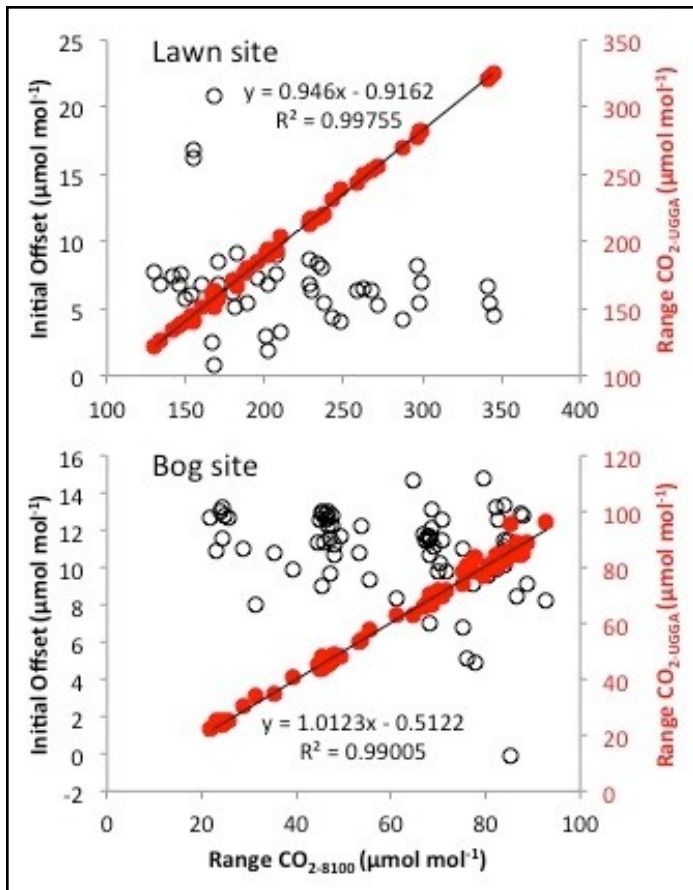 Lawn site
y = 0.946x - 0.9162
R² = 0.99755
Initial Offset (µmol mol⁻¹)
25
20
15
10
5
0
100 150 200 250 300 350 400
350
300
250
200
150
100
Range CO₂₋UGGA (µmol mol⁻¹)
Bog site
y = 1.0123x - 0.5122
R² = 0.99005
Initial Offset (µmol mol⁻¹)
16
14
12
10
8
6
4
2
0
-2
0 20 40 60 80 100
120
100
80
60
40
20
0
Range CO₂₋UGGA (µmol mol⁻¹)
Range CO₂₋₈₁₀₀ (µmol mol⁻¹)